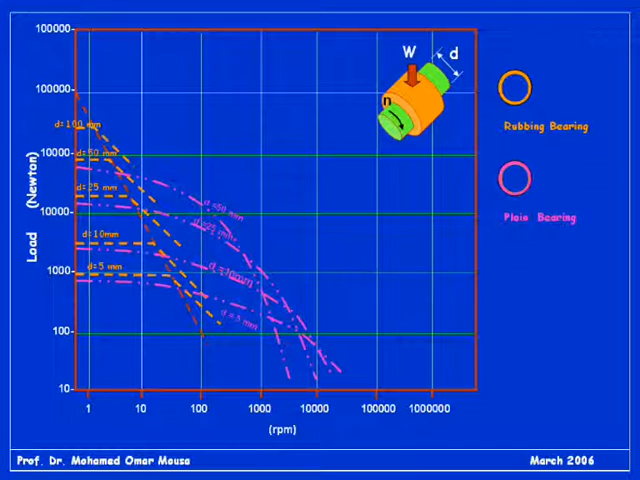 100000
100000
10000
10000
1000
100
10
Load (Newton)
1 10 100 1000 10000 100000 1000000
(rpm)
d=100 mm
d=50 mm
d=25 mm
d=10mm
d=5 mm
d=50 mm
d=25 mm
d=10mm
d=5 mm
W
d
n
Rubbing Bearing
Plain Bearing
Prof. Dr. Mohamed Omar Mousa
March 2006